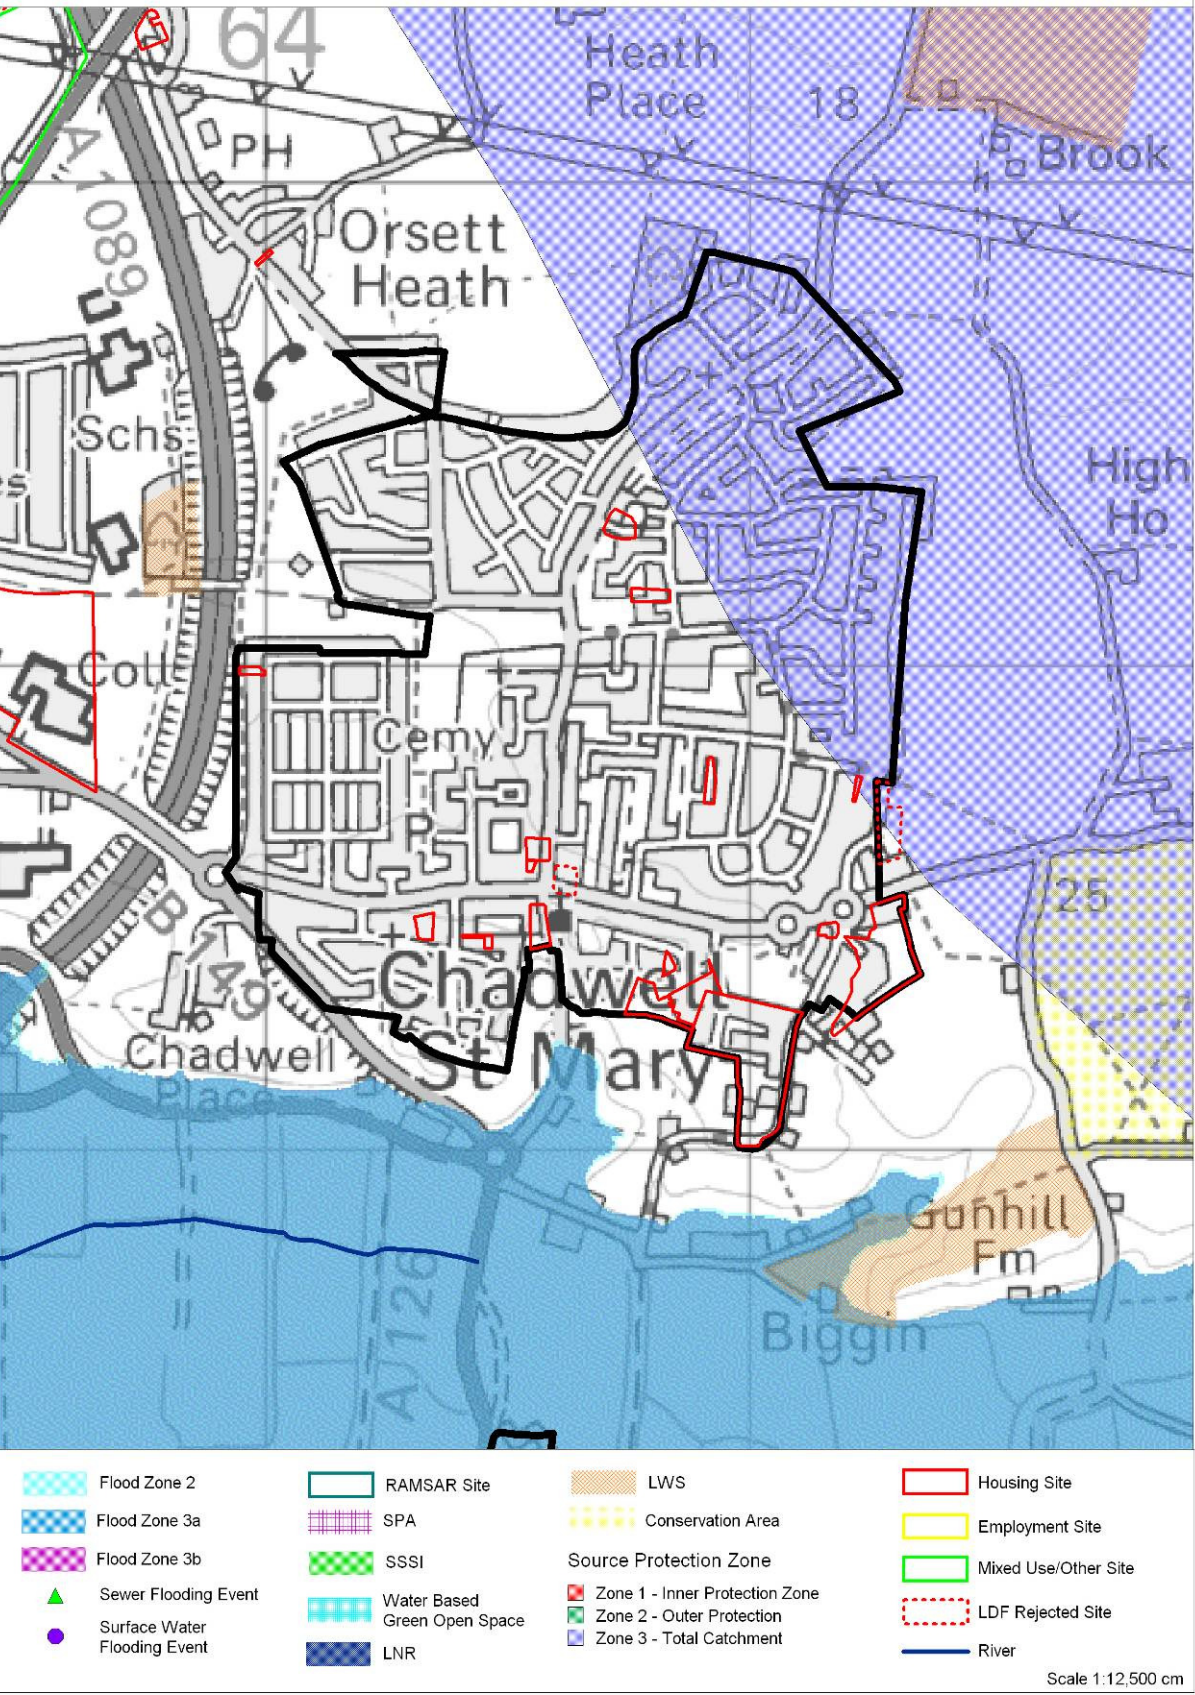 64
Heath
Place
18
Brook
PH
A1089
Orsett
Heath
Schs
es
High
Ho
Coll
Cemy
P
25
B 149
Chadwell
St Mary
Chadwell
Place
Gunhill
Fm
A 126
Biggin
Flood Zone 2
Flood Zone 3a
Flood Zone 3b
Sewer Flooding Event
Surface Water
Flooding Event
RAMSAR Site
SPA
SSSI
Water Based
Green Open Space
LNR
LWS
Conservation Area
Source Protection Zone
Zone 1 - Inner Protection Zone
Zone 2 - Outer Protection
Zone 3 - Total Catchment
Housing Site
Employment Site
Mixed Use/Other Site
LDF Rejected Site
River
Scale 1:12,500 cm